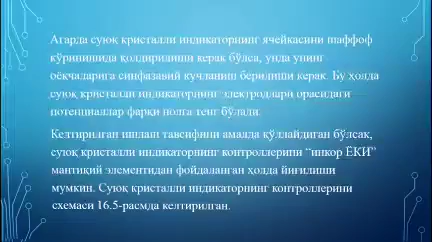 Агарда суюқ кристалли индикаторнинг ячейкасини шаффоф
кўринишида қолдирилиши керак бўлса, унда унинг
оёқчаларига синфазавий кучланиш берилиши керак. Бу ҳолда
суюқ кристалли индикаторнинг электродлари орасидаги
потенциаллар фарқи нолга тенг бўлади.
Келтирилган ишлаш тавсифини амалда қўллайдиган бўлсак,
суюқ кристалли индикаторнинг контроллерини “инкор ЁКИ”
мантиқий элементидан фойдаланган ҳолда йиғилиши
мумкин. Суюқ кристалли индикаторнинг контроллерини
схемаси 16.5-расмда келтирилган.